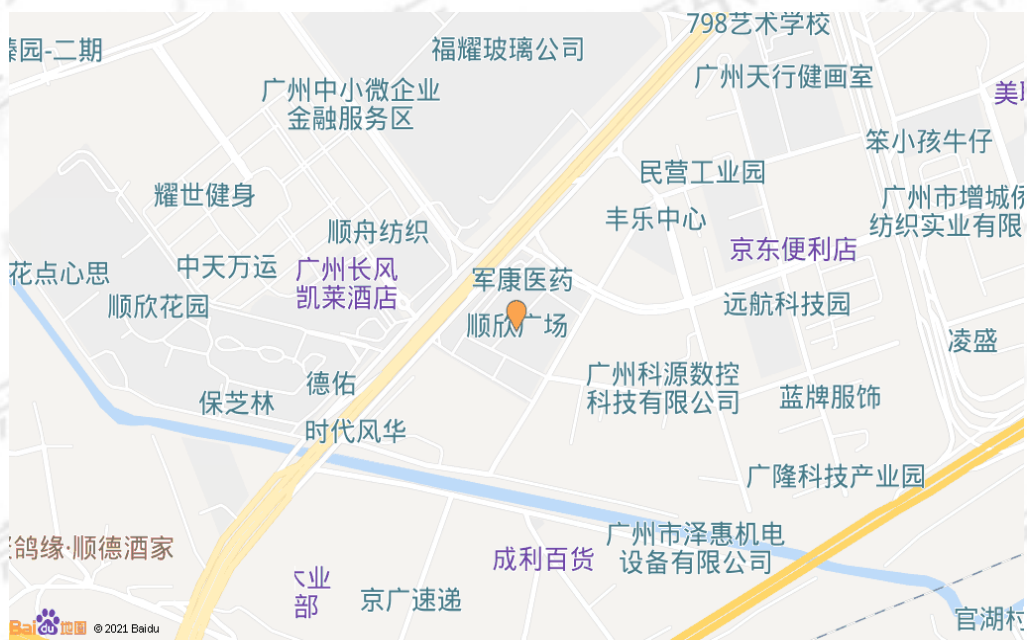 798艺术学校
福耀玻璃公司
园-二期
广州天行健画室
广州中小微企业
金融服务区
笨小孩牛仔
民营工业园
耀世健身
广州市增城
纺织实业有限
丰乐中心
顺舟纺织
京东便利店
花点心思
中天万运
广州长风
凯莱酒店
军康医药
顺欣花园
远航科技园
顺欣广场
凌盛
德佑
广州科源数控
科技有限公司
保芝林
蓝牌服饰
时代风华
广隆科技产业园
鸽缘·顺德酒家
广州市泽惠机电
设备有限公司
成利百货
业
部
京广速递
官湖村
Bai du 地图 © 2021 Baidu